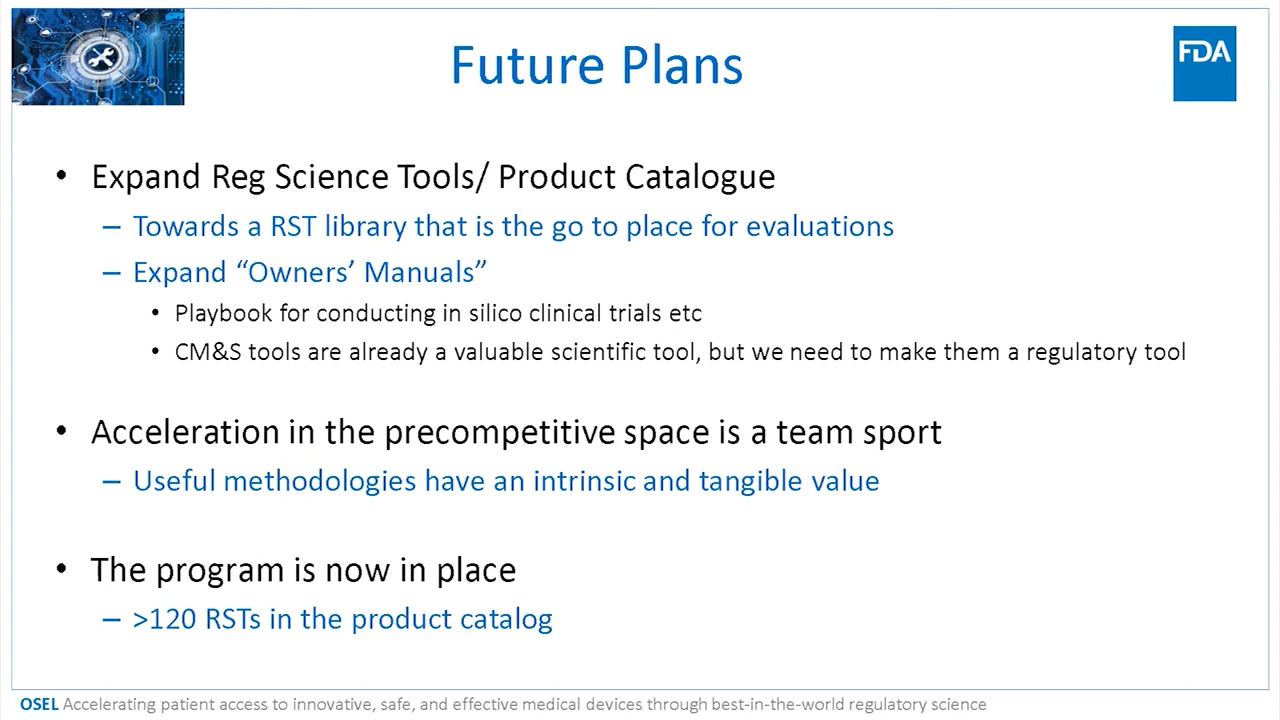 Future Plans
FDA
• Expand Reg Science Tools/ Product Catalogue
– Towards a RST library that is the go to place for evaluations
– Expand “Owners’ Manuals”
• Playbook for conducting in silico clinical trials etc
• CM&S tools are already a valuable scientific tool, but we need to make them a regulatory tool
• Acceleration in the precompetitive space is a team sport
– Useful methodologies have an intrinsic and tangible value
• The program is now in place
– >120 RSTs in the product catalog
OSEL Accelerating patient access to innovative, safe, and effective medical devices through best-in-the-world regulatory science